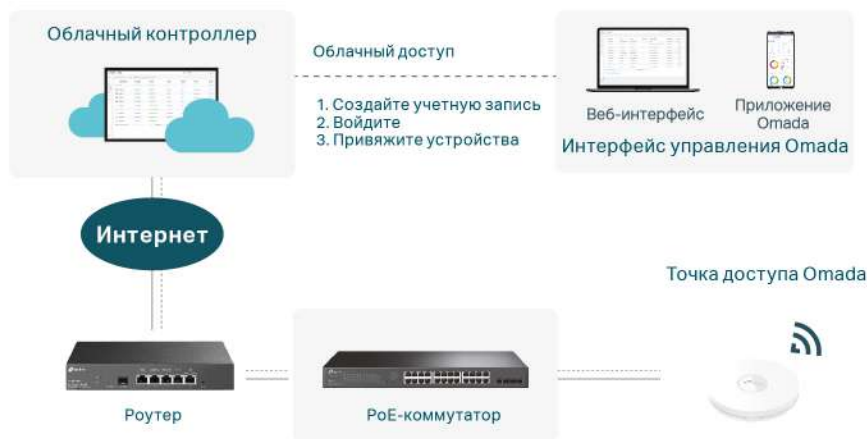 Облачный контроллер
Облачный доступ
1. Создайте учетную запись
2. Войдите
3. Привяжите устройства
Веб-интерфейс
Приложение
Omada
Интерфейс управления Omada
Интернет
Точка доступа Omada
Роутер
PoE-коммутатор